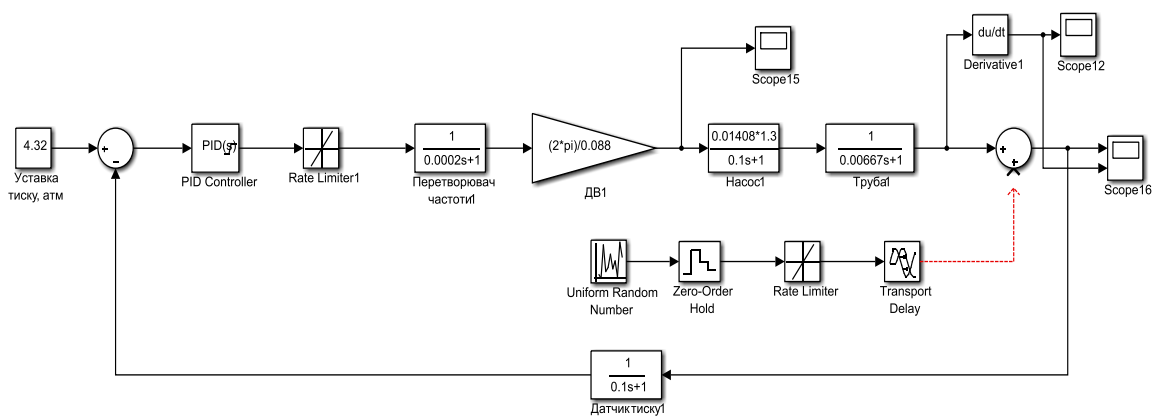 du/dt
Derivative1
Scope12
Scope15
4.32
Уставка
тиску, атм
+
-
PID(s)
PID Controller
Rate Limiter1
1
0.0002s+1
Перетворювач
частоти1
(2*pi)/0.088
ДВ1
0.01408*1.3
0.1s+1
Насос1
1
0.00667s+1
Труба1
+
+
Scope16
Uniform Random
Number
Zero-Order
Hold
Rate Limiter
Transport
Delay
1
0.1s+1
Датчик тиску1